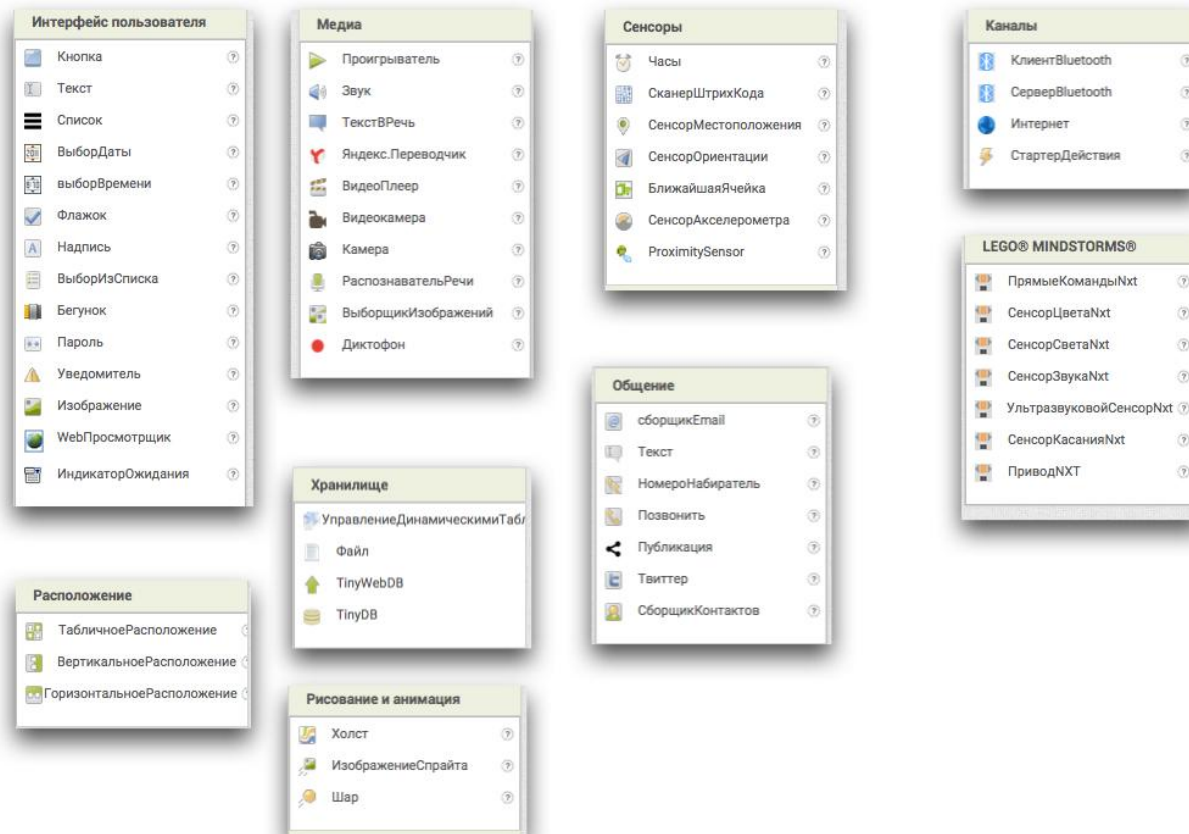 Интерфейс пользователя
Кнопка
Текст
Список
ВыборДаты
выборВремени
Флажок
Надпись
ВыборИзСписка
Бегунок
Пароль
Уведомитель
Изображение
WebПросмотрщик
ИндикаторОжидания
Расположение
ТабличноеРасположение
ВертикальноеРасположение
ГоризонтальноеРасположение
Медиа
Проигрыватель
Звук
ТекстВРечь
Яндекс.Переводчик
ВидеоПлеер
Видеокамера
Камера
РаспознавательРечи
ВыборщикИзображений
Диктофон
Хранилище
УправлениеДинамическимиТабл
Файл
TinyWebDB
TinyDB
Рисование и анимация
Холст
ИзображениеСпрайта
Шар
Сенсоры
Часы
СканерШтрихКода
СенсорМестоположения
СенсорОриентации
БлижайшаяЯчейка
СенсорАкселерометра
ProximitySensor
Общение
сборщикEmail
Текст
НомероНабиратель
Позвонить
Публикация
Твиттер
СборщикКонтактов
Каналы
КлиентBluetooth
СерверBluetooth
Интернет
СтартерДействия
LEGO® MINDSTORMS®
ПрямыеКомандыNxt
СенсорЦветаNxt
СенсорСветаNxt
СенсорЗвукаNxt
УльтразвуковойСенсорNxt
СенсорКасанияNxt
ПриводNXT